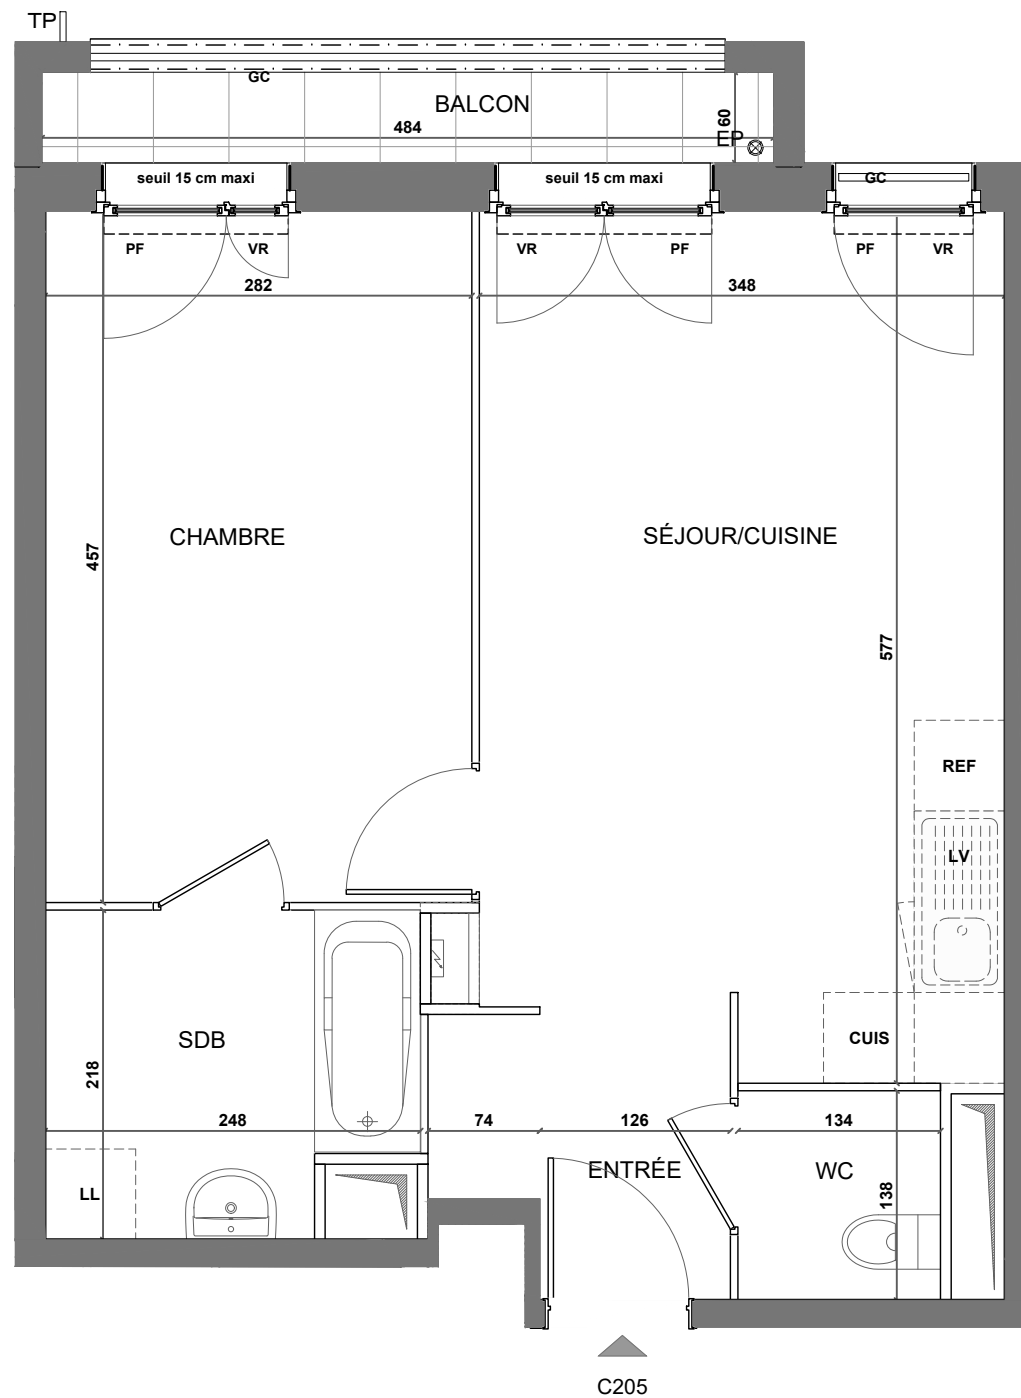 TP
GC
BALCON
484
60
EP
seuil 15 cm maxi
seuil 15 cm maxi
GC
PF
VR
VR
PF
PF
VR
282
348
CHAMBRE
SÉJOUR/CUISINE
457
577
REF
LV
SDB
CUIS
218
248
74
126
134
ENTRÉE
WC
LL
138
C205